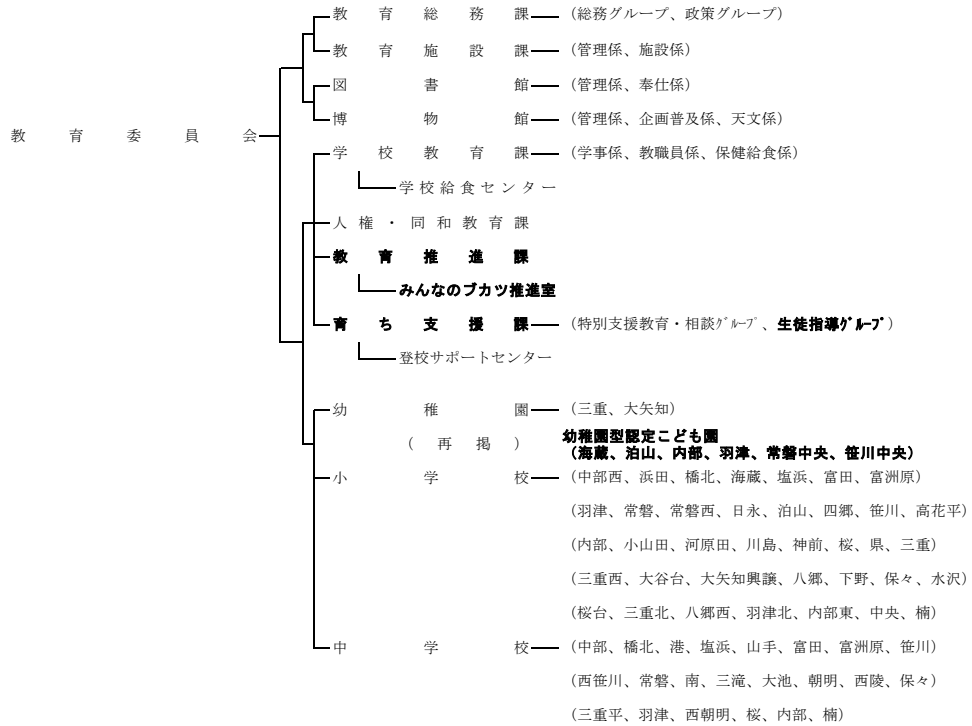 教育総務課（総務グループ、政策グループ）
教育施設課（管理係、施設係）
図書館（管理係、奉仕係）
博物館（管理係、企画普及係、天文係）
教育委員会
学校教育課（学事係、教職員係、保健給食係）
学校給食センター
人権・同和教育課
教育推進課
みんなのブカツ推進室
育ち支援課（特別支援教育・相談ｸﾞﾙｰﾌﾟ、生徒指導ｸﾞﾙｰﾌﾟ）
登校サポートセンター
幼稚園（三重、大矢知）
（再掲）幼稚園型認定こども園
（海蔵、泊山、内部、羽津、常磐中央、笹川中央）
小学校（中部西、浜田、橋北、海蔵、塩浜、富田、富洲原）
（羽津、常磐、常磐西、日永、泊山、四郷、笹川、高花平）
（内部、小山田、河原田、川島、神前、桜、県、三重）
（三重西、大谷台、大矢知興譲、八郷、下野、保々、水沢）
（桜台、三重北、八郷西、羽津北、内部東、中央、楠）
中学校（中部、橋北、港、塩浜、山手、富田、富洲原、笹川）
（西笹川、常磐、南、三滝、大池、朝明、西陵、保々）
（三重平、羽津、西朝明、桜、内部、楠）